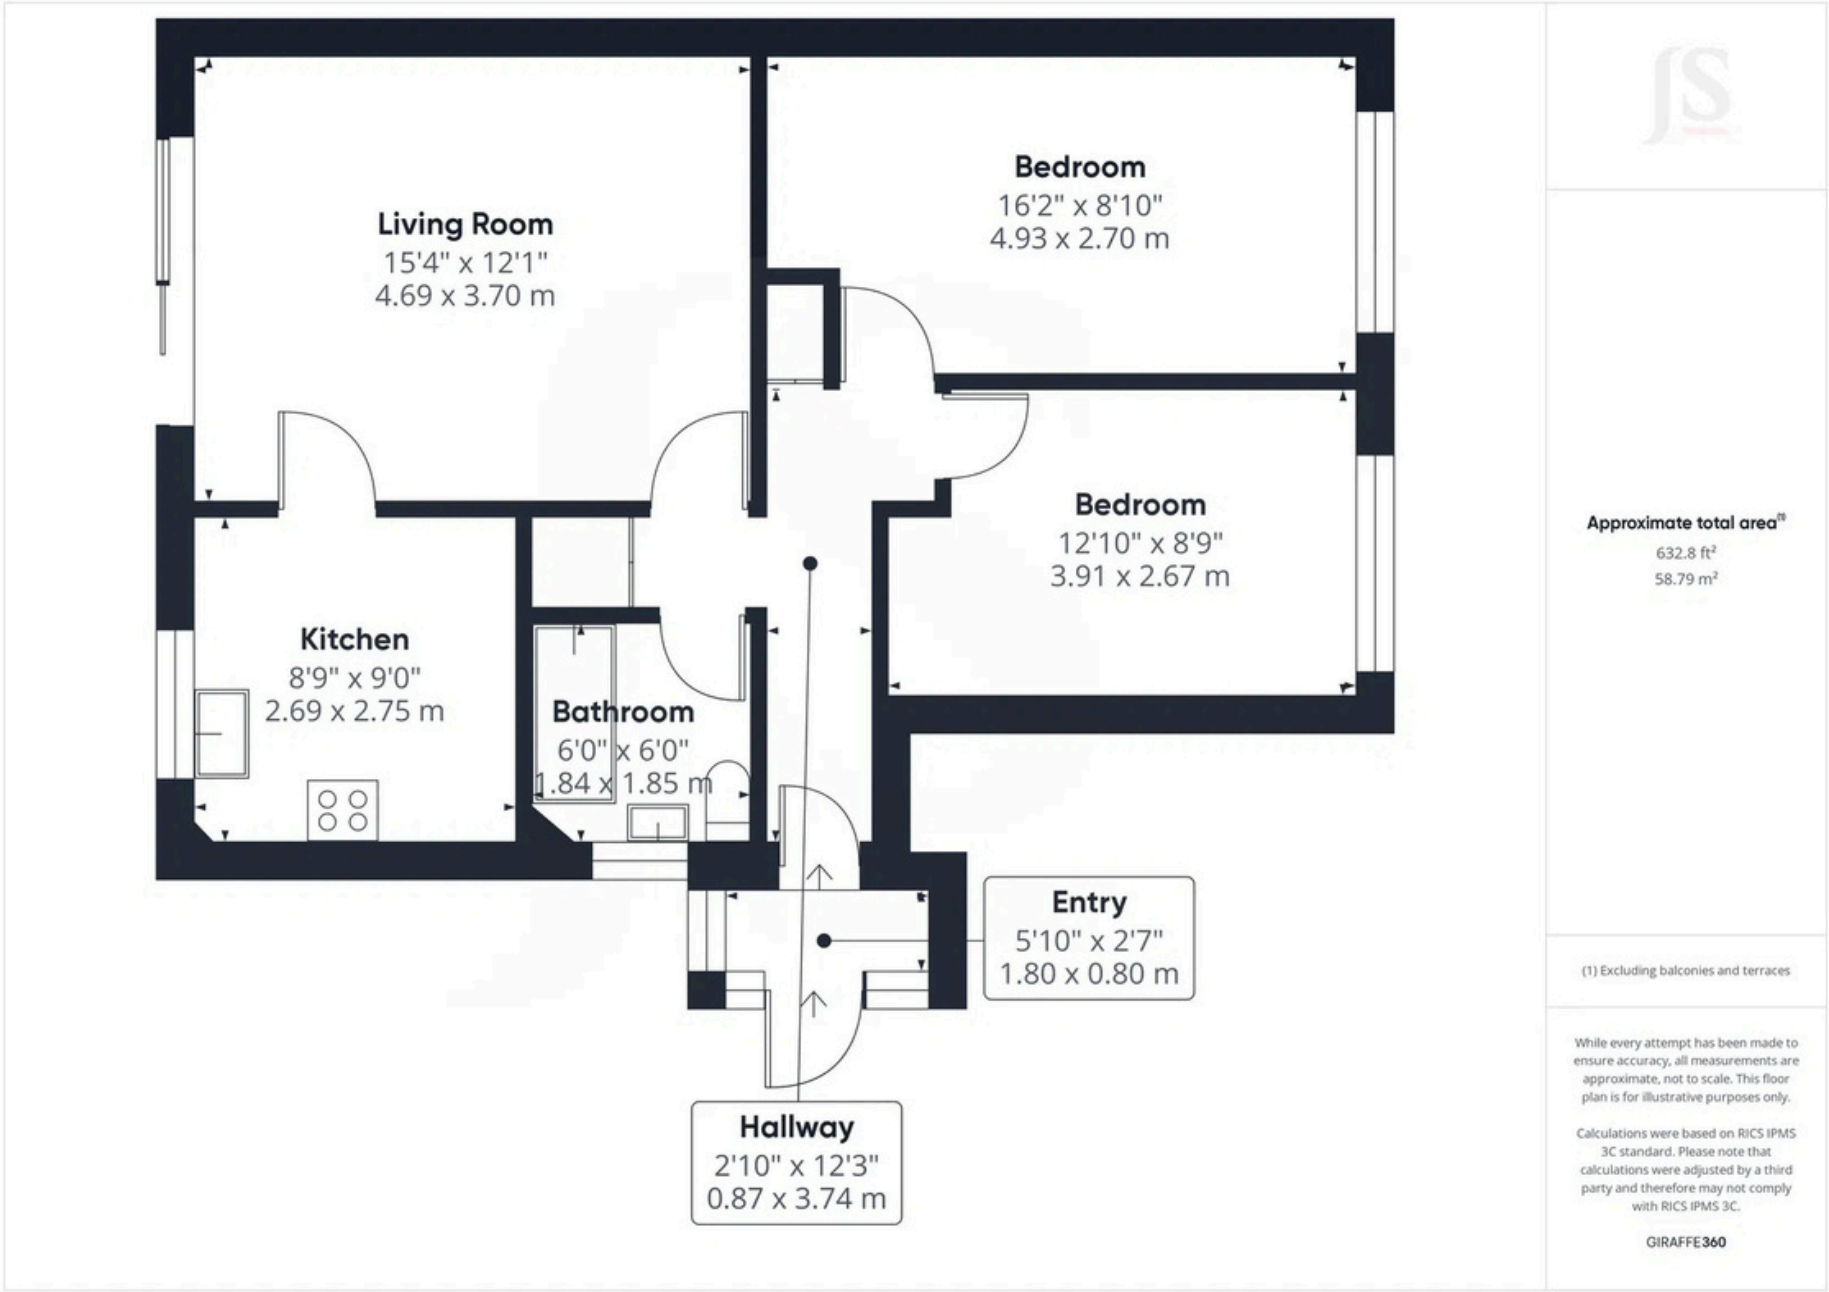 Living Room
15'4" x 12'1"
4.69 x 3.70 m
Bedroom
16'2" x 8'10"
4.93 x 2.70 m
Bedroom
12'10" x 8'9"
3.91 x 2.67 m
Kitchen
8'9" x 9'0"
2.69 x 2.75 m
Bathroom
6'0" x 6'0"
1.84 x 1.85 m
Entry
5'10" x 2'7"
1.80 x 0.80 m
Hallway
2'10" x 12'3"
0.87 x 3.74 m
JS
Approximate total area⁽¹⁾
632.8 ft²
58.79 m²
(1) Excluding balconies and terraces
While every attempt has been made to
ensure accuracy, all measurements are
approximate, not to scale. This floor
plan is for illustrative purposes only.
Calculations were based on RICS IPMS
3C standard. Please note that
calculations were adjusted by a third
party and therefore may not comply
with RICS IPMS 3C.
GIRAFFE360